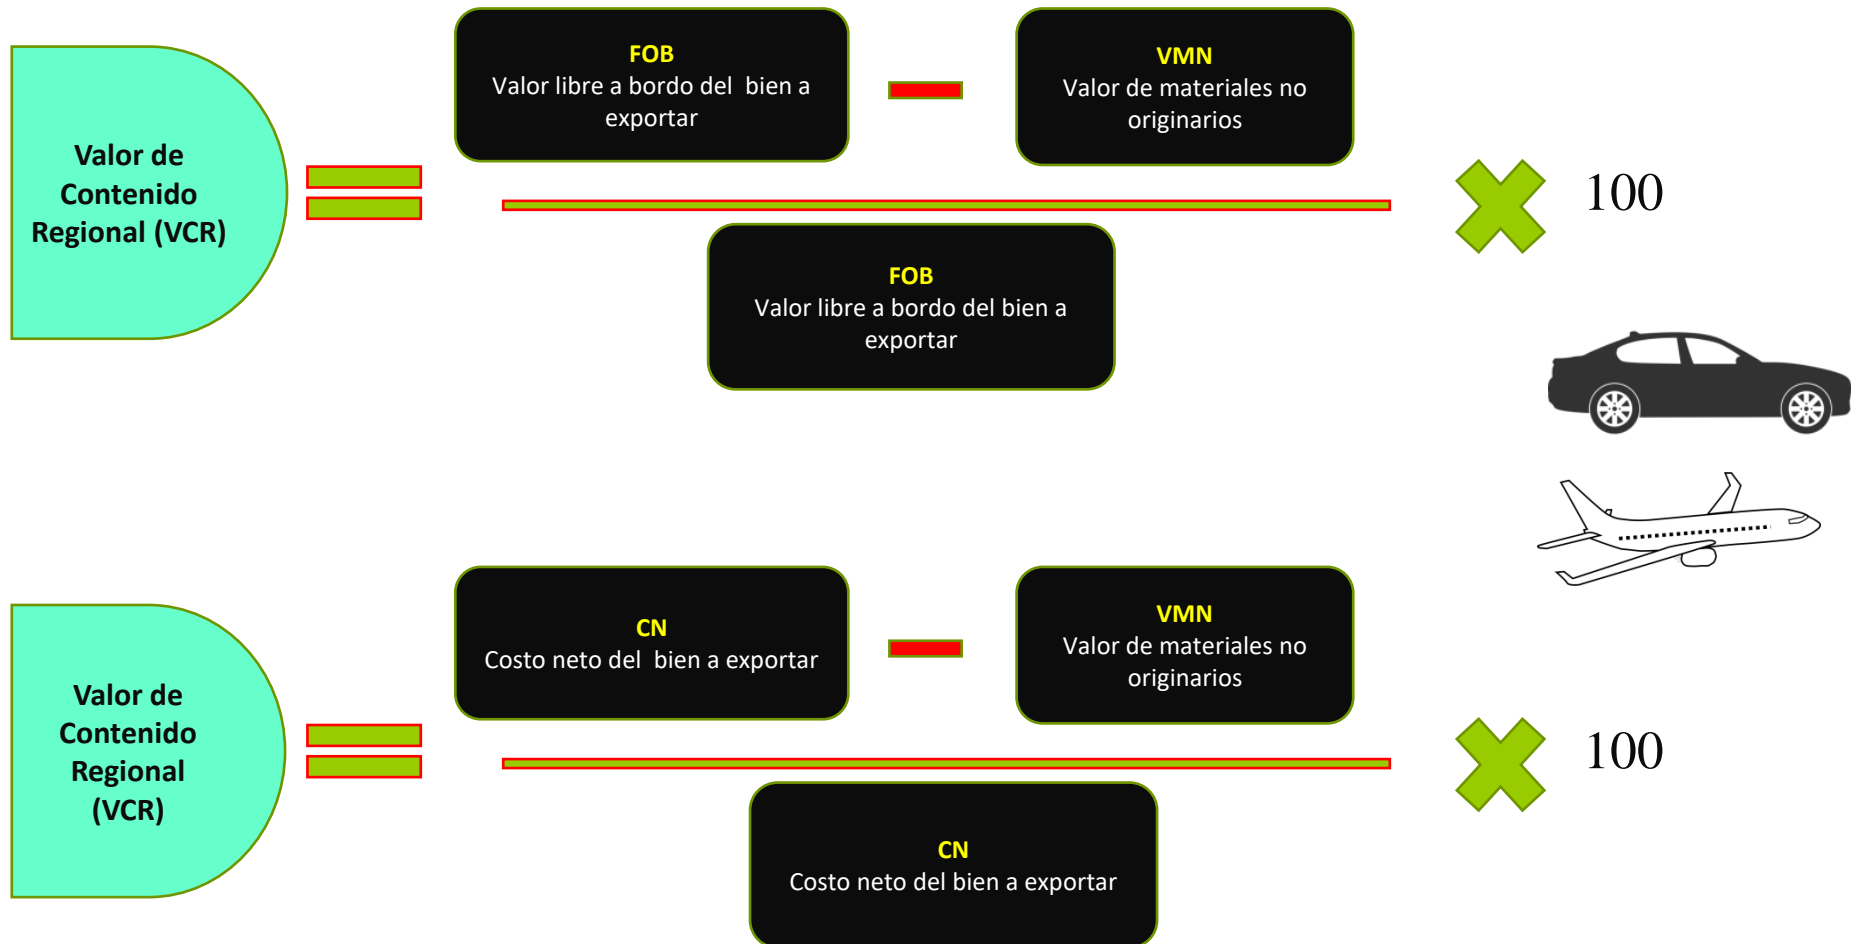 Valor de
Contenido
Regional (VCR)
FOB
Valor libre a bordo del  bien a
exportar
VMN
Valor de materiales no
originarios
FOB
Valor libre a bordo del bien a
exportar
100
Valor de
Contenido
Regional
(VCR)
CN
Costo neto del  bien a exportar
VMN
Valor de materiales no
originarios
CN
Costo neto del bien a exportar
100